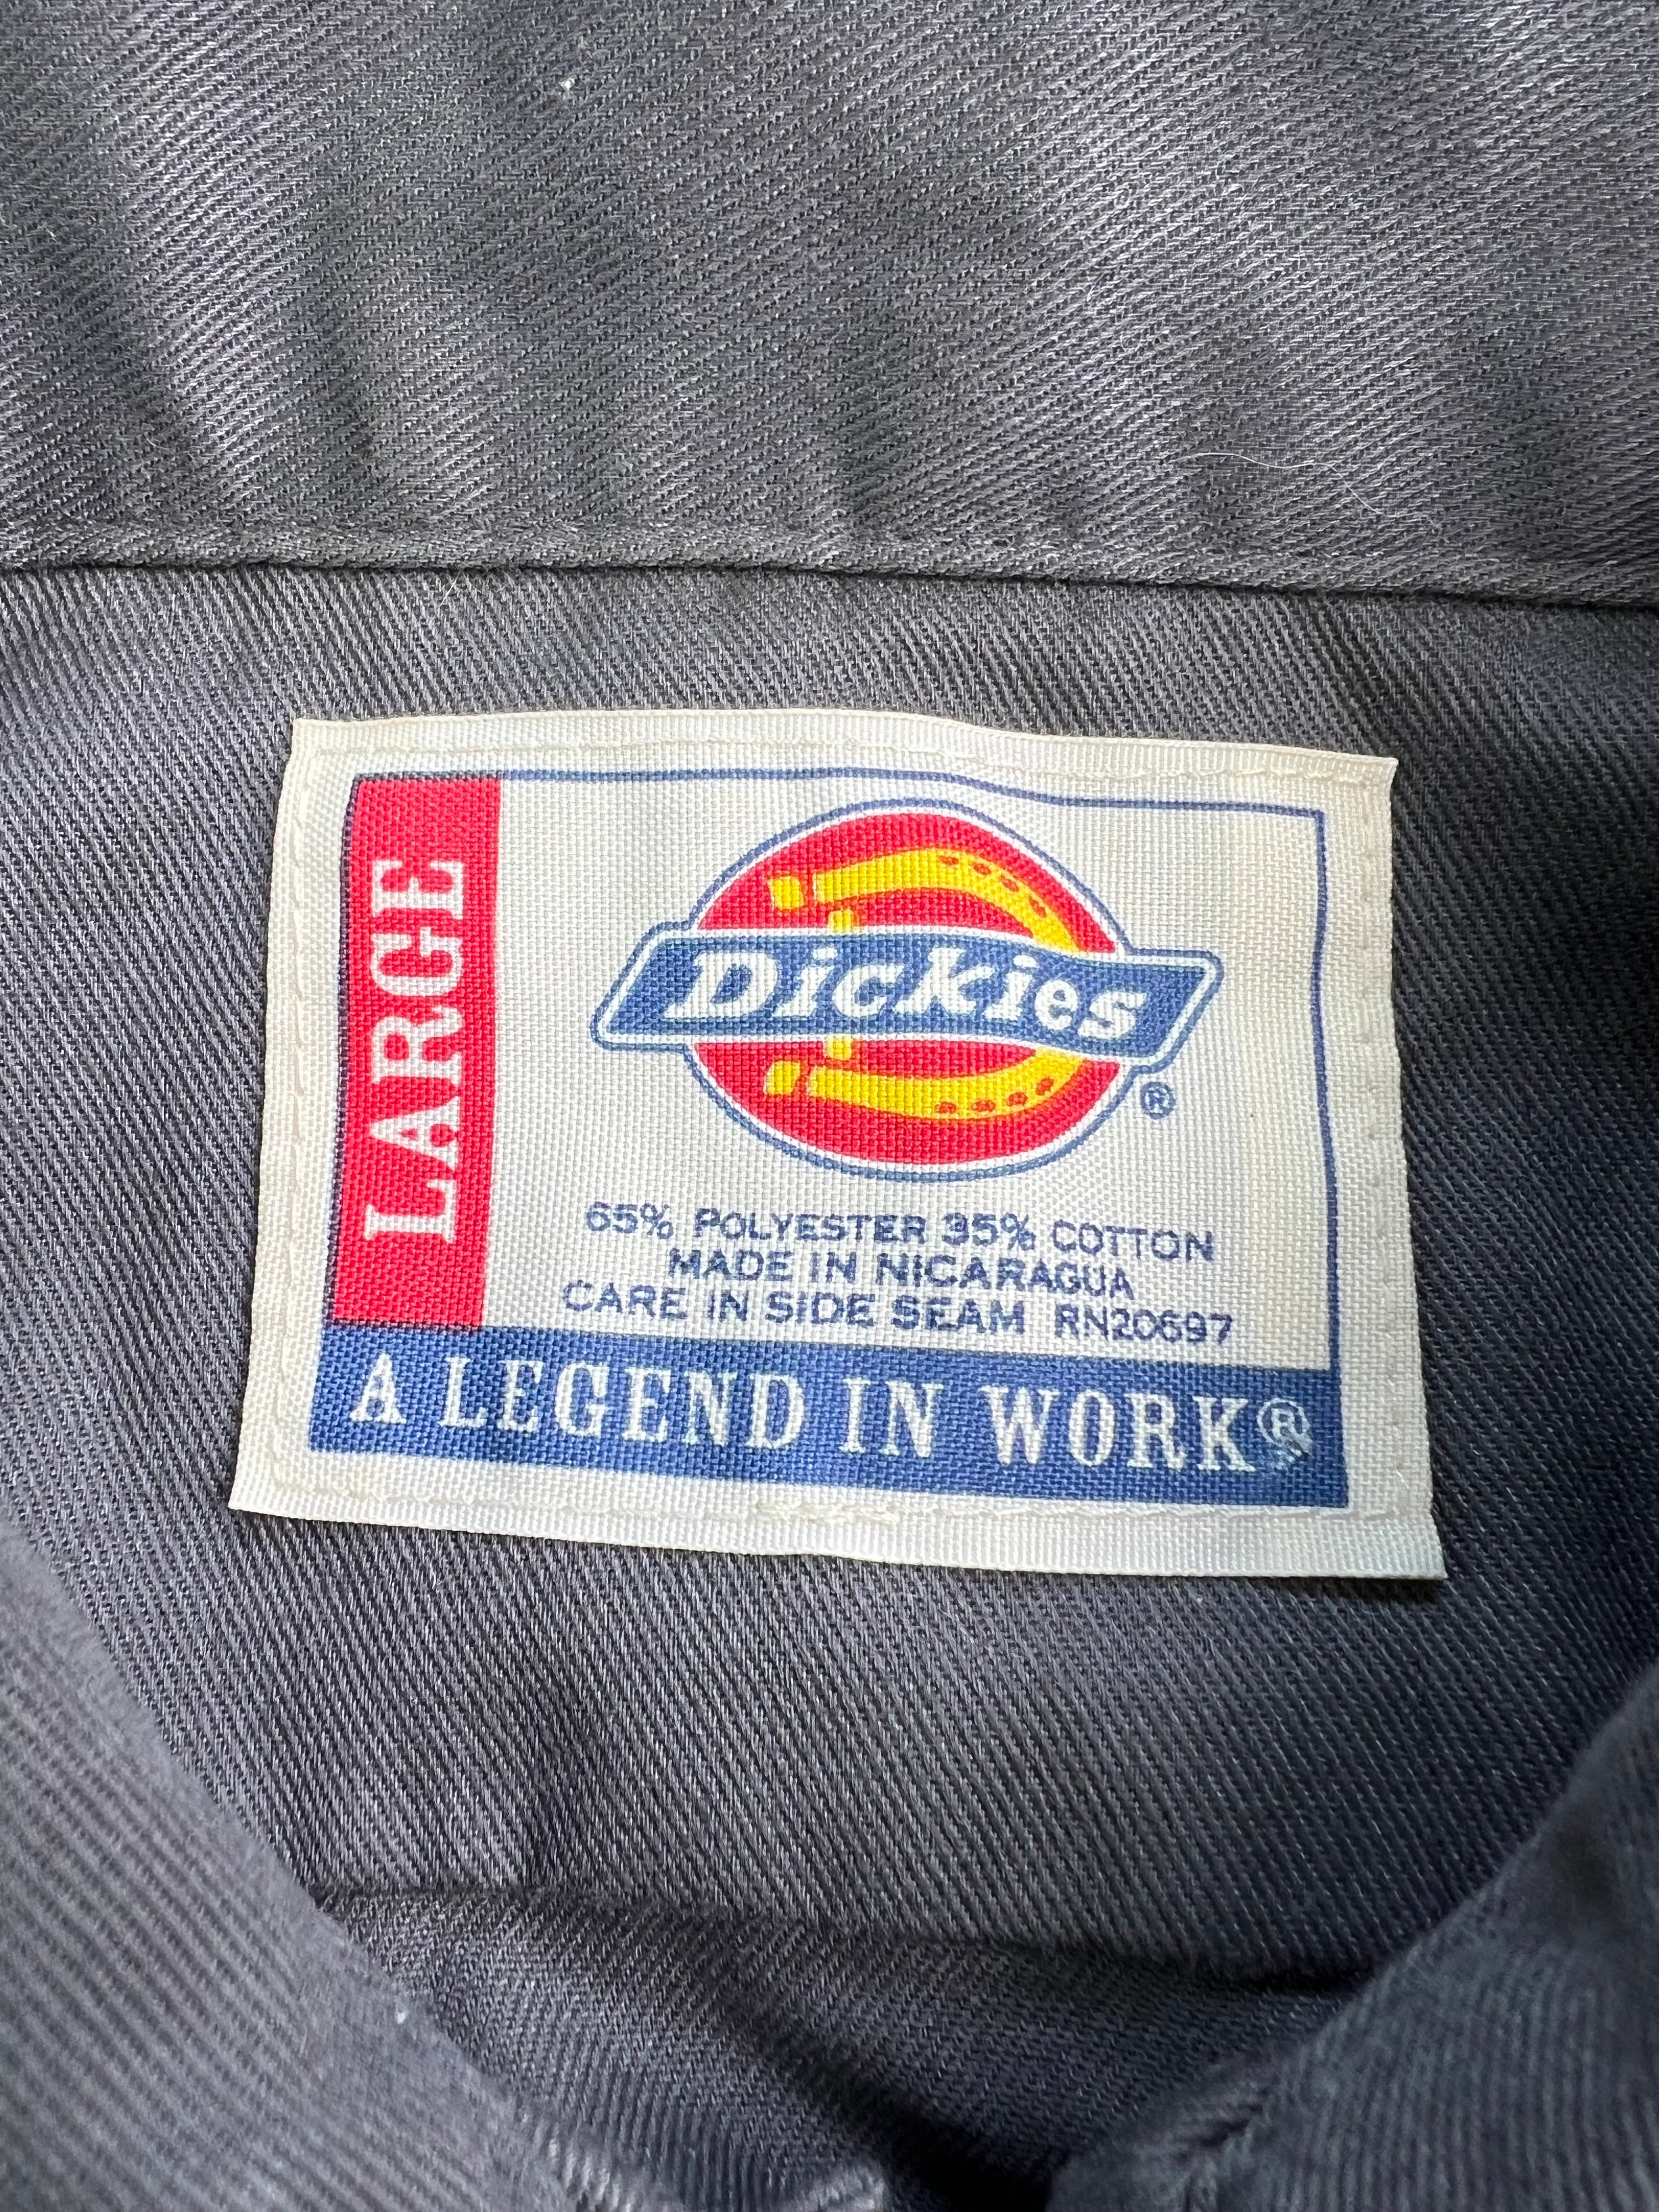 LARGE
Dickies
®
65% POLYESTER 35% COTTON
MADE IN NICARAGUA
CARE IN SIDE SEAM RN20697
A LEGEND IN WORK®